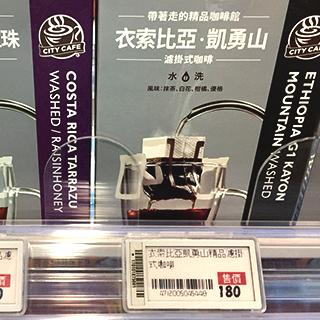 珠
CITY CAFE
COSTA RICA TARRAZU
WASHED / RAISIN HONEY
帶著走的精品咖啡館
衣索比亞・凱勇山
濾掛式咖啡
水洗
風味:抹茶、白花、柑橘、優格
CITY CAFE
ETHIOPIA G1 KAYON
MOUNTAIN WASHED
衣索比亞凱勇山精品濾掛
式咖啡
售價
180
售價